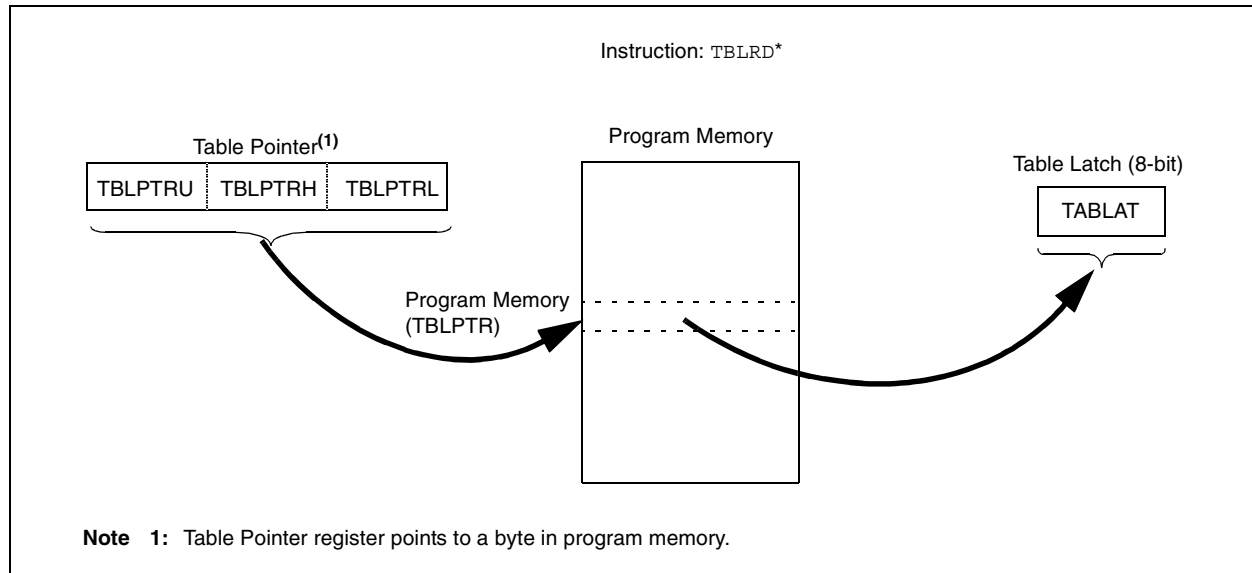 Instruction: TBLRD*
Table Pointer(1)
TBLPTRU TBLPTRH TBLPTRL
Program Memory
Table Latch (8-bit)
TABLAT
Program Memory
(TBLPTR)
Note 1: Table Pointer register points to a byte in program memory.